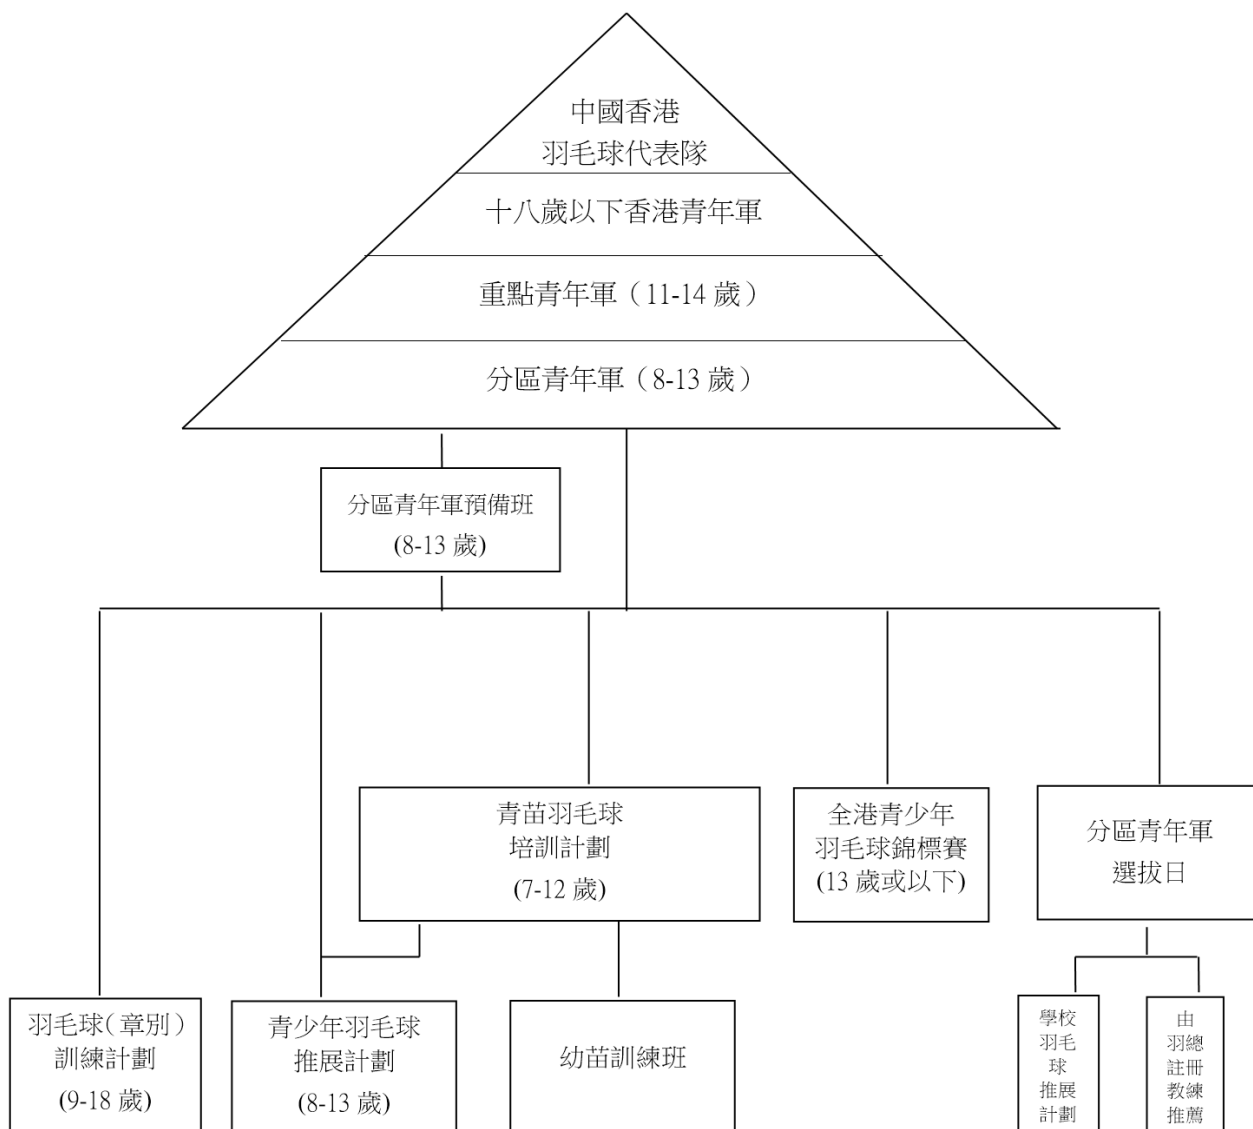 中國香港
羽毛球代表隊
十八歲以下香港青年軍
重點青年軍（11-14 歲）
分區青年軍（8-13 歲）
分區青年軍預備班
(8-13 歲)
青苗羽毛球
培訓計劃
(7-12 歲)
全港青少年
羽毛球錦標賽
(13 歲或以下)
分區青年軍
選拔日
羽毛球（章別）
訓練計劃
(9-18 歲)
青少年羽毛球
推展計劃
(8-13 歲)
幼苗訓練班
學校
羽毛
球
推展
計劃
由
羽總
註冊
教練
推薦